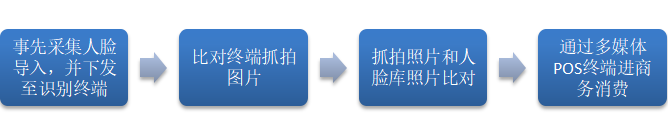 事先采集人脸
导入，并下发
至识别终端
比对终端抓拍
图片
抓拍照片和人
脸库照片比对
通过多媒体
POS终端进商
务消费